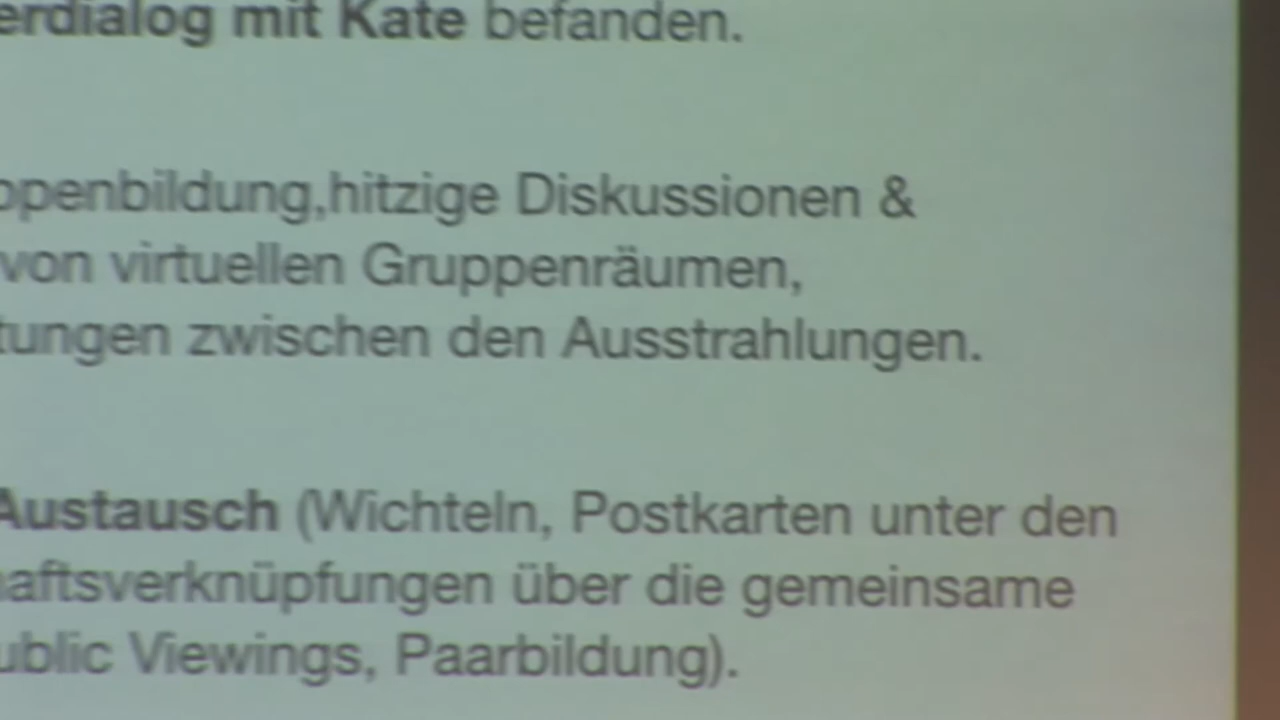 erdialog mit Kate befanden.
ppenbildung,hitzige Diskussionen &
von virtuellen Gruppenräumen,
tungen zwischen den Ausstrahlungen.
Austausch (Wichteln, Postkarten unter den
haftsverknüpfungen über die gemeinsame
ublic Viewings, Paarbildung).